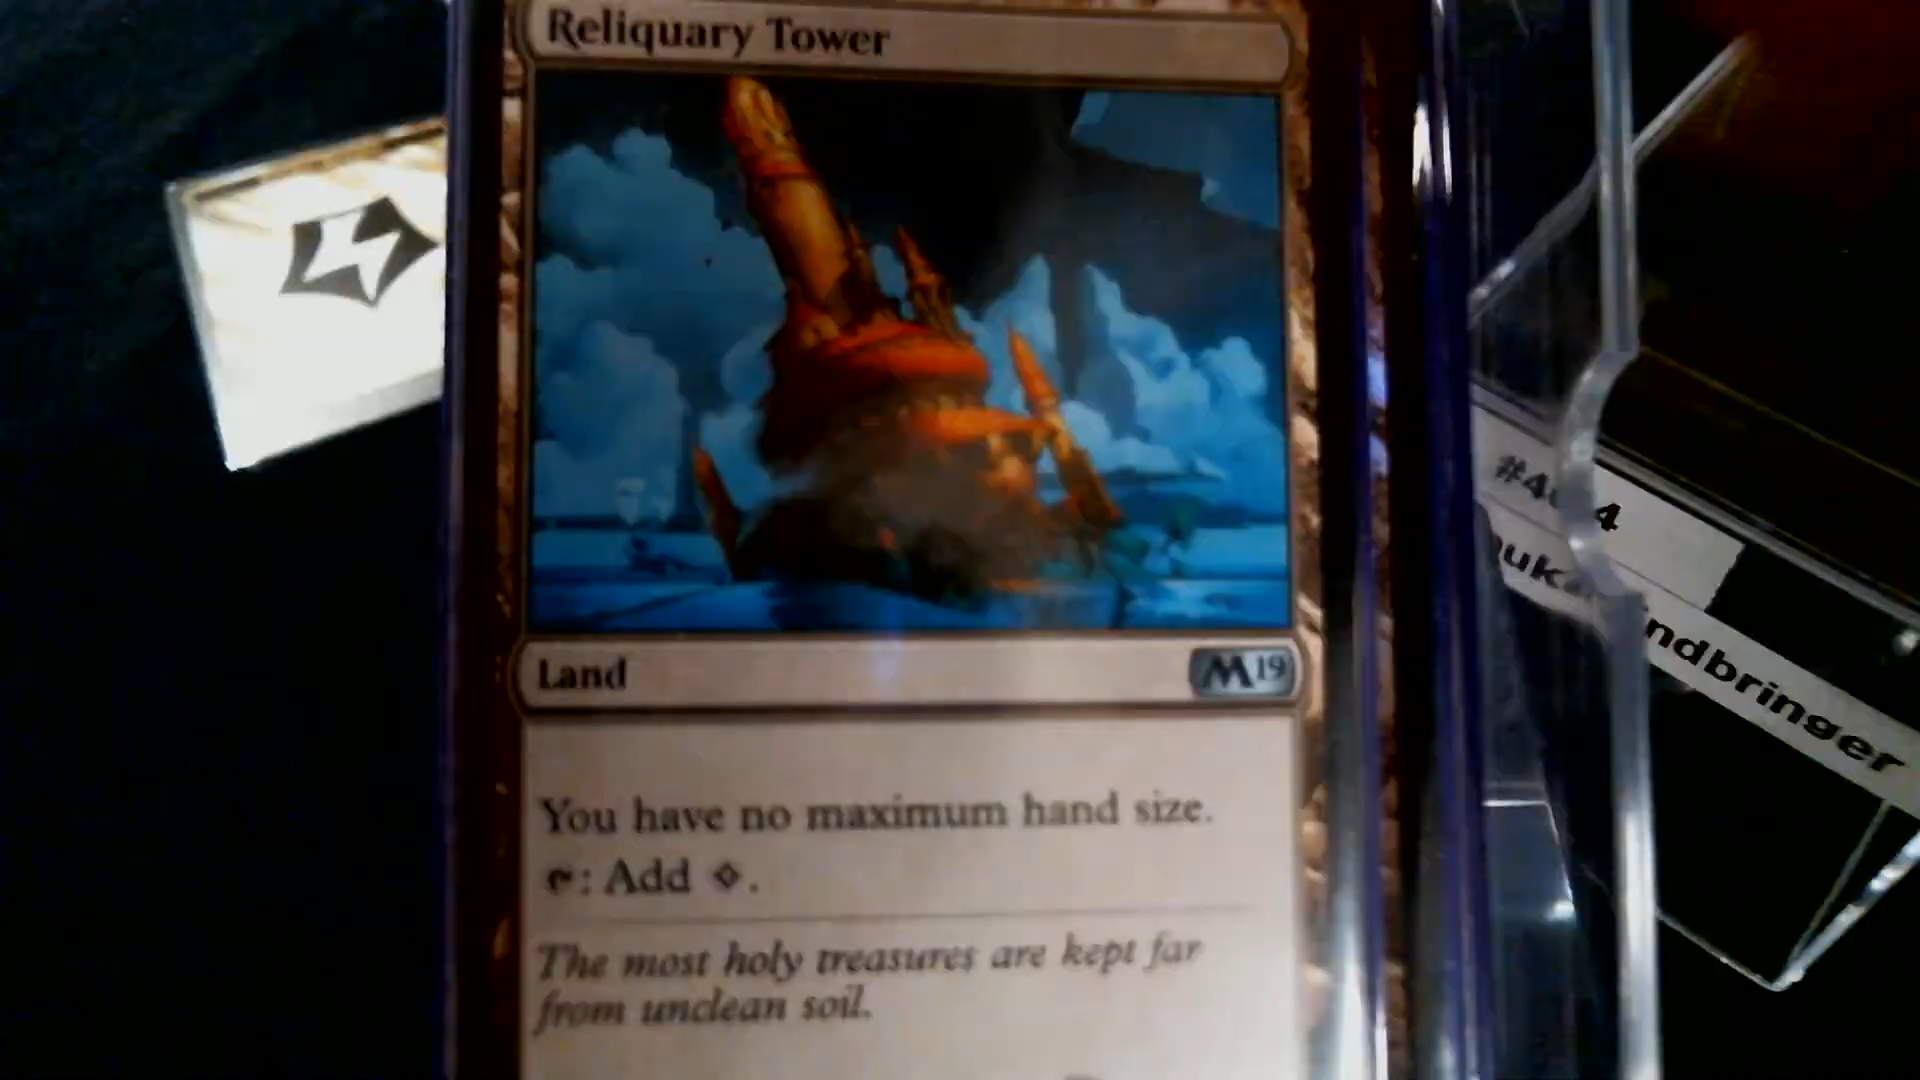 Reliquary Tower
Land
M19
You have no maximum hand size.
: Add .
The most holy treasures are kept far
from unclean soil.
ndbringer